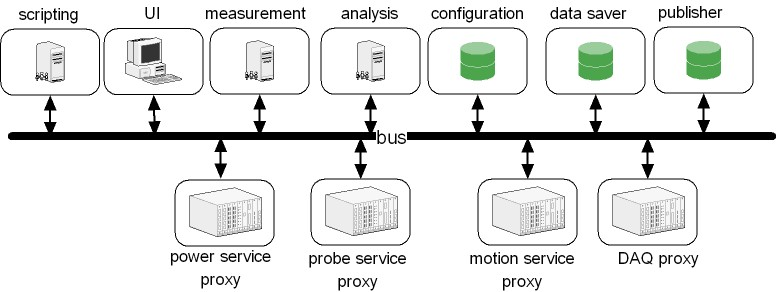 scripting UI measurement analysis configuration data saver publisher
bus
power service probe service motion service DAQ proxy
proxy proxy proxy